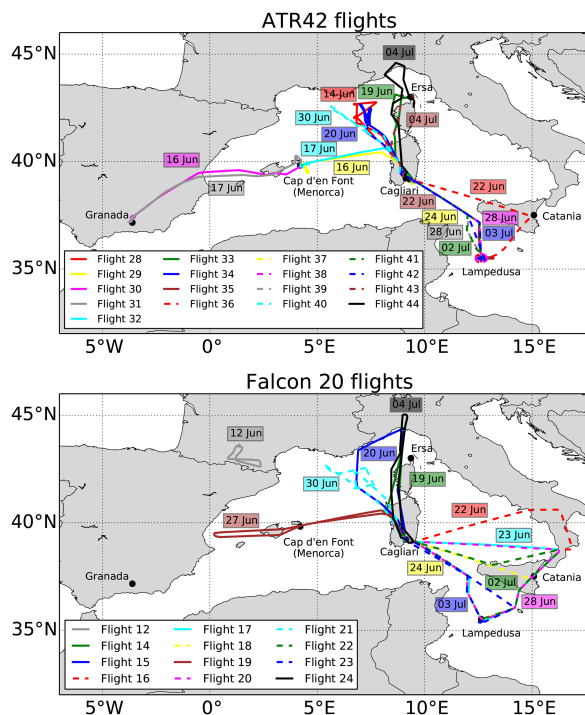 ATR42 flights
45°N
40°N
35°N
5°W
0°
5°E
10°E
15°E
04 Jul
14 Jun
19 Jun
Ersa
30 Jun
04 Jul
20 Jun
17 Jun
16 Jun
16 Jun
17 Jun
Cap d'en Font
(Menorca)
Cagliari
22 Jun
22 Jun
Granada
24 Jun
28 Jun
Catania
28 Jun
03 Jul
02 Jul
Lampedusa
Flight 28
Flight 29
Flight 30
Flight 31
Flight 32
Flight 33
Flight 34
Flight 35
Flight 36
Flight 37
Flight 38
Flight 39
Flight 40
Flight 41
Flight 42
Flight 43
Flight 44
Falcon 20 flights
45°N
40°N
35°N
5°W
0°
5°E
10°E
15°E
04 Jul
12 Jun
20 Jun
Ersa
19 Jun
30 Jun
22 Jun
27 Jun
23 Jun
Cap d'en Font
(Menorca)
Cagliari
24 Jun
Granada
02 Jul
Catania
03 Jul
28 Jun
Lampedusa
Flight 12
Flight 14
Flight 15
Flight 16
Flight 17
Flight 18
Flight 19
Flight 20
Flight 21
Flight 22
Flight 23
Flight 24